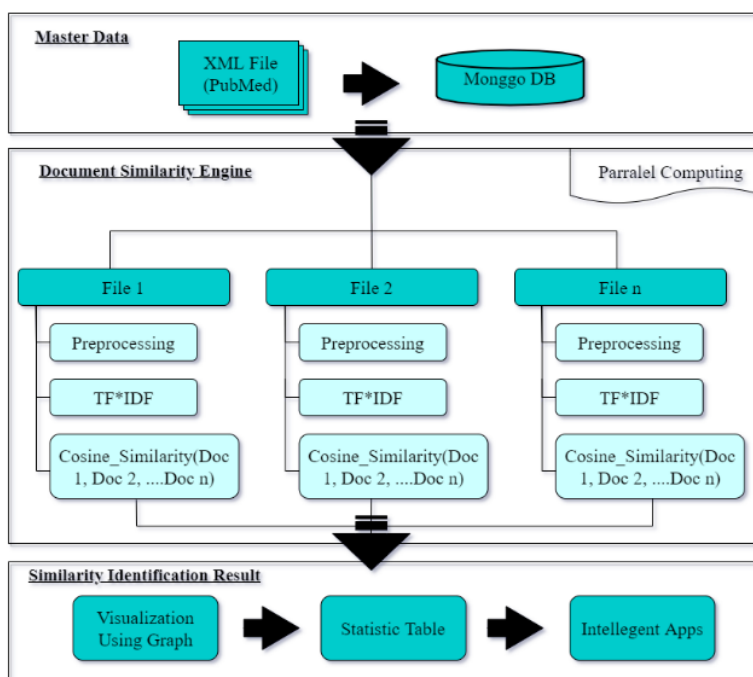 Master Data
XML File
(PubMed)
Monggo DB
Document Similarity Engine
Parralel Computing
File 1
File 2
File n
Preprocessing
Preprocessing
Preprocessing
TF*IDF
TF*IDF
TF*IDF
Cosine_Similarity(Doc
1, Doc 2, ....Doc n)
Cosine_Similarity(Doc
1, Doc 2, ....Doc n)
Cosine_Similarity(Doc
1, Doc 2, ....Doc n)
Similarity Identification Result
Visualization
Using Graph
Statistic Table
Intellegent Apps